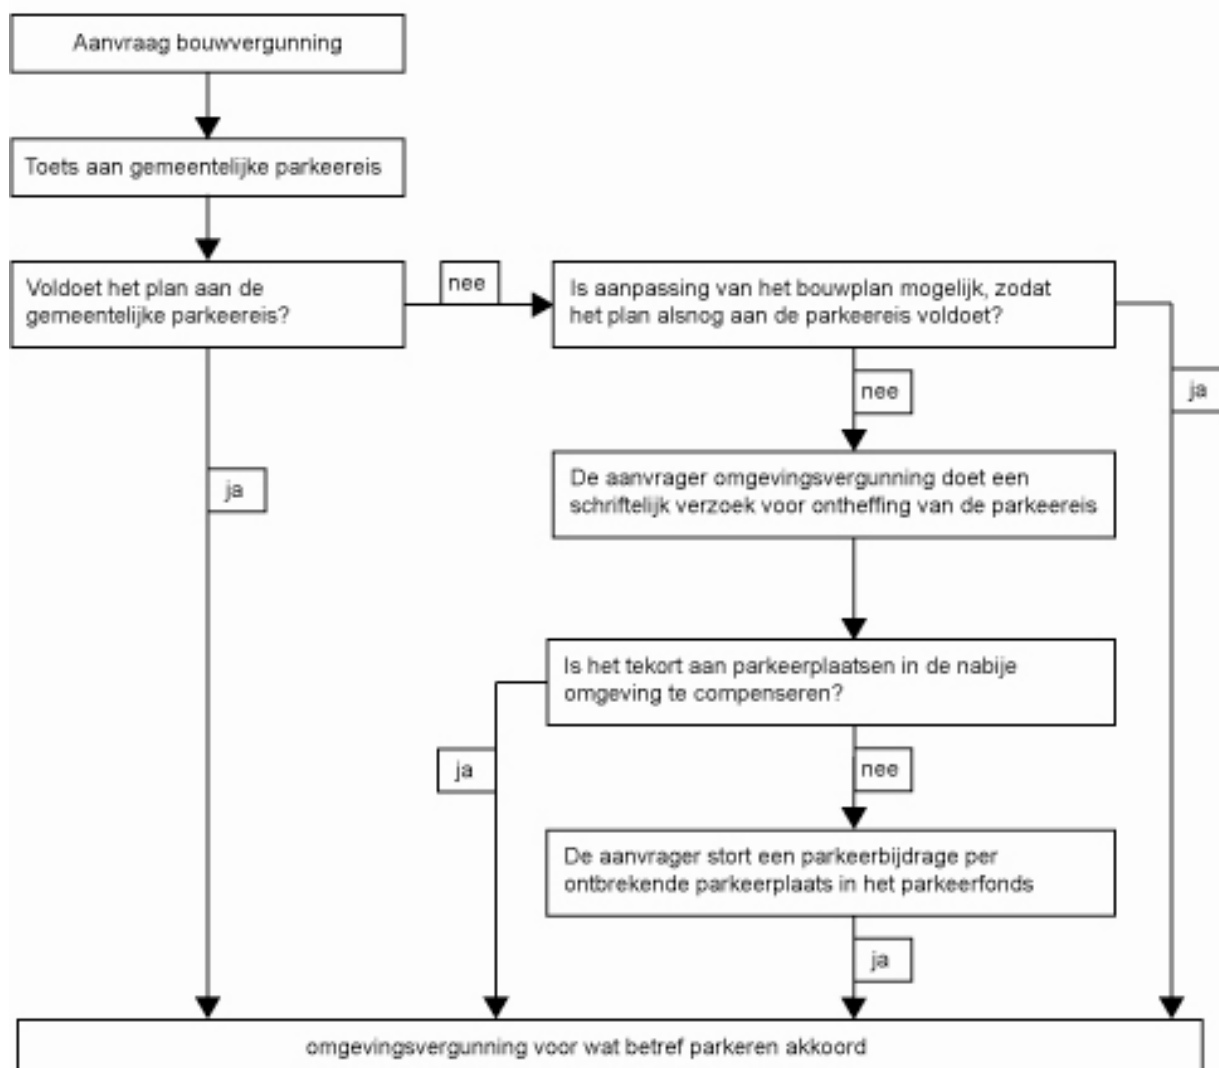 Aanvraag bouwvergunning
Toets aan gemeentelijke parkeereis
Voldoet het plan aan de
gemeentelijke parkeereis?
nee
Is aanpassing van het bouwplan mogelijk, zodat
het plan alsnog aan de parkeereis voldoet?
nee
ja
De aanvrager omgevingsvergunning doet een
schriftelijk verzoek voor ontheffing van de parkeereis
ja
Is het tekort aan parkeerplaatsen in de nabije
omgeving te compenseren?
ja
nee
De aanvrager stort een parkeerbijdrage per
ontbrekende parkeerplaats in het parkeerfonds
ja
omgevingsvergunning voor wat betref parkeren akkoord